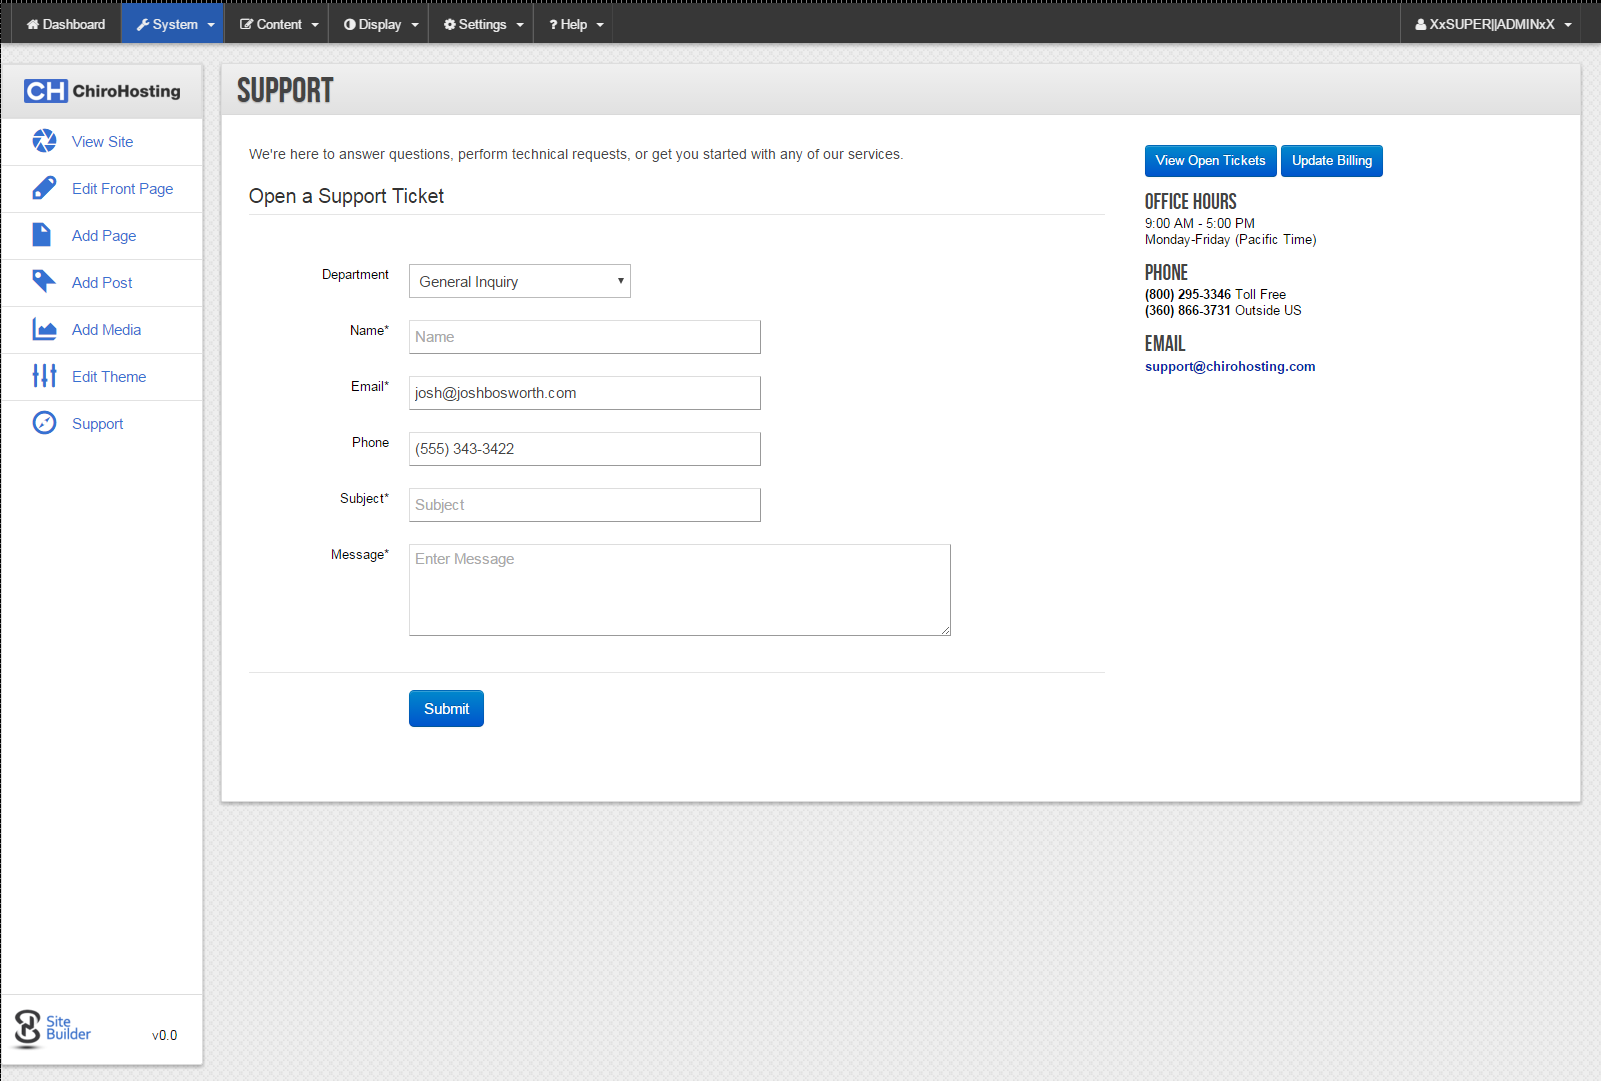 Dashboard System Content Display Settings ? Help XxSUPER||ADMINxX
CH ChiroHosting
View Site
Edit Front Page
Add Page
Add Post
Add Media
Edit Theme
Support
Site
Builder
v0.0
SUPPORT
We're here to answer questions, perform technical requests, or get you started with any of our services.
Open a Support Ticket
Department General Inquiry
Name* Name
Email* josh@joshbosworth.com
Phone (555) 343-3422
Subject* Subject
Message* Enter Message
Submit
View Open Tickets Update Billing
OFFICE HOURS
9:00 AM - 5:00 PM
Monday-Friday (Pacific Time)
PHONE
(800) 295-3346 Toll Free
(360) 866-3731 Outside US
EMAIL
support@chirohosting.com